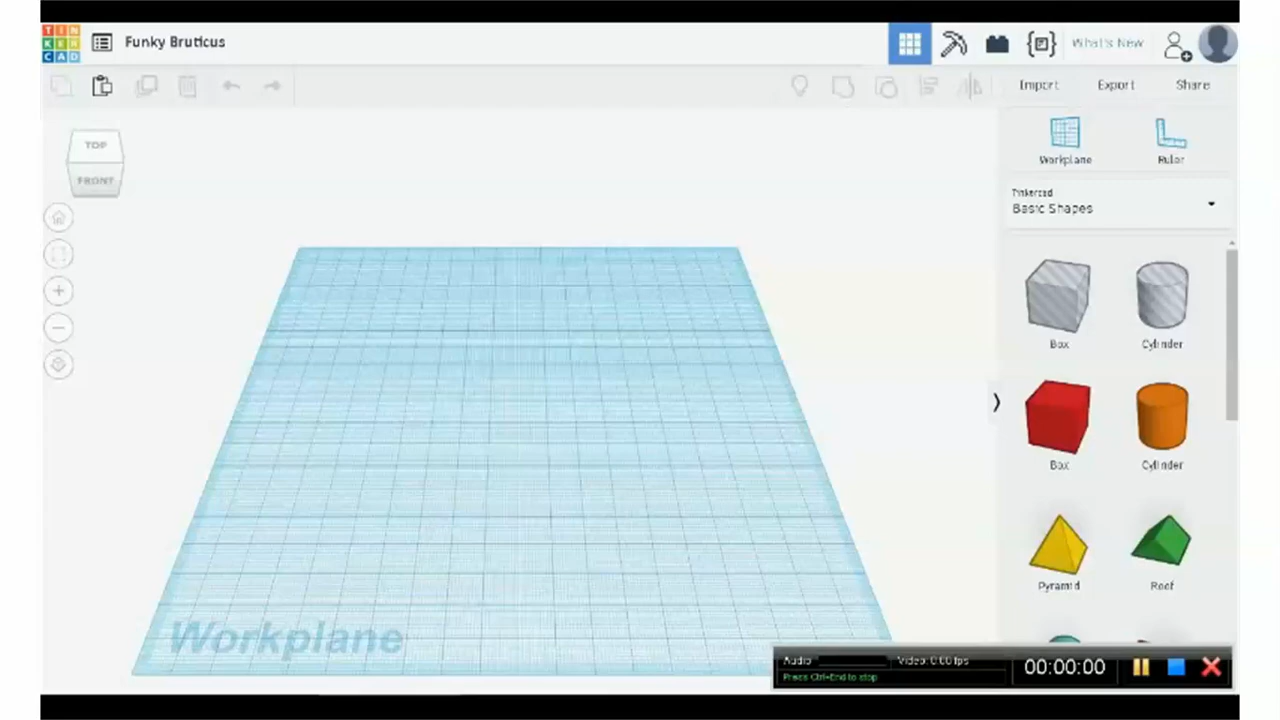 TIN
KER
CAD
Funky Bruticus
What's New
Import
Export
Share
TOP
FRONT
Workplane
Ruler
Tinkercad
Basic Shapes
Box
Cylinder
Box
Cylinder
Pyramid
Roof
Workplane
Audio
Video: 0.00 fps
00:00:00
Press Ctrl+End to stop